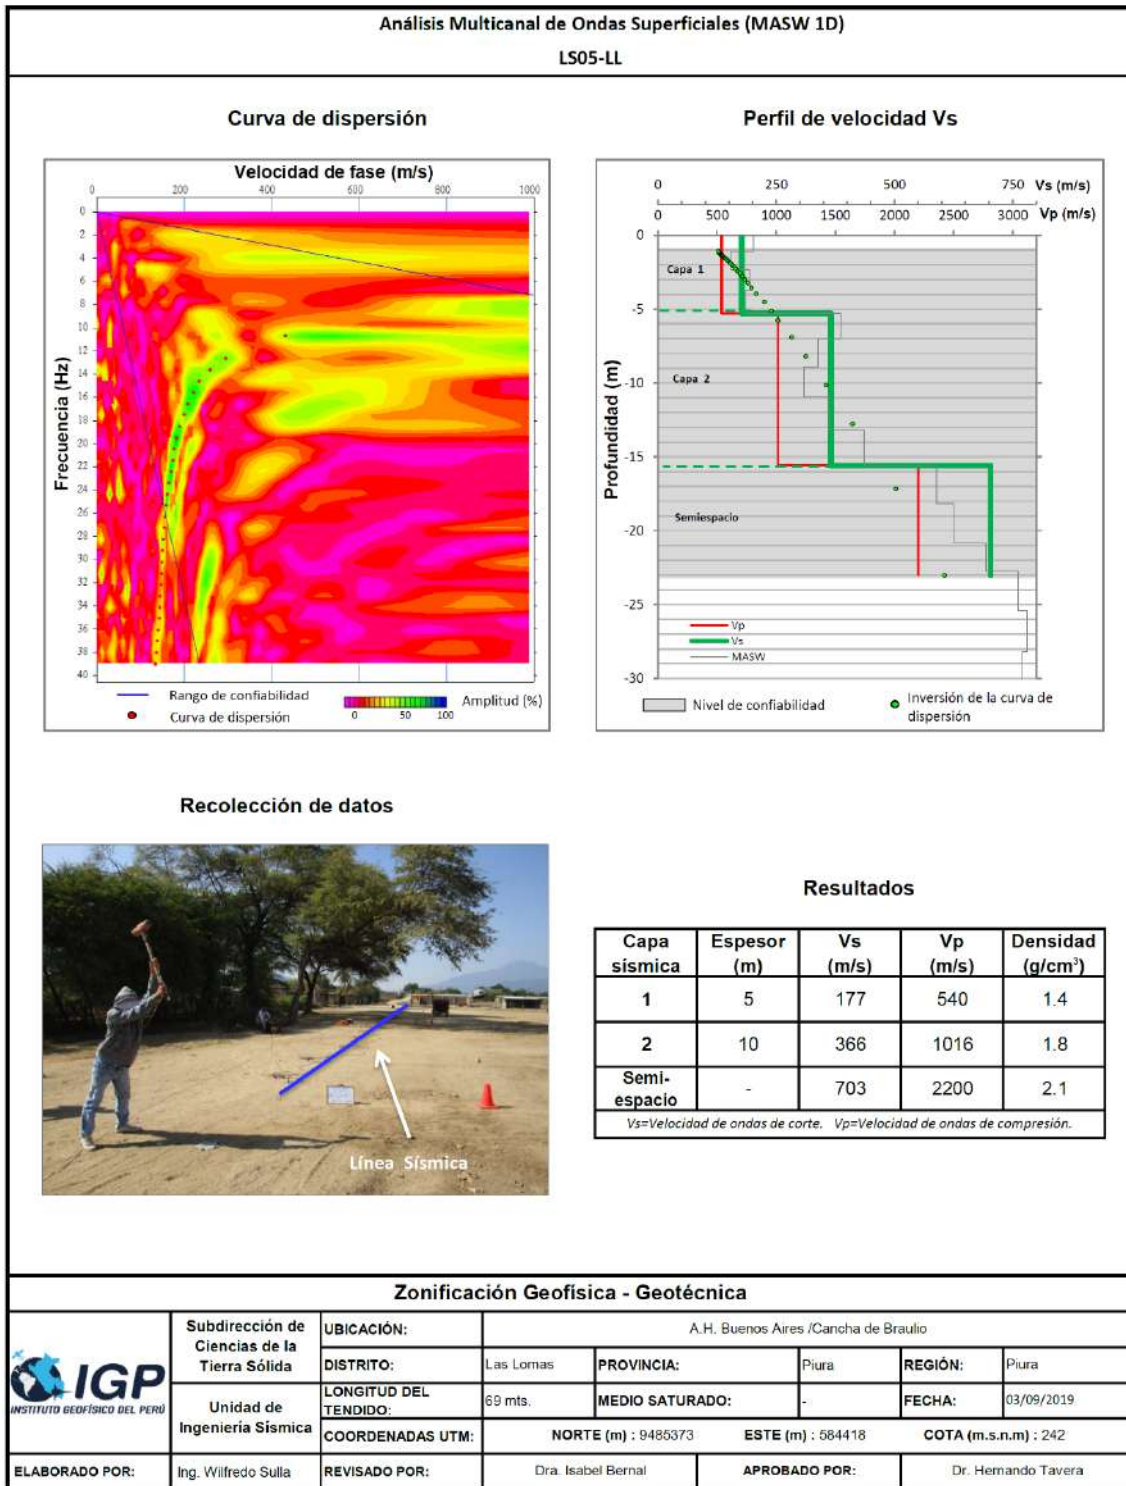 Análisis Multicanal de Ondas Superficiales (MASW 1D)
LS05-LL
Curva de dispersión
Velocidad de fase (m/s)
0 200 400 600 800 1000
Frecuencia (Hz)
0
2
4
6
8
10
12
14
16
18
20
22
24
26
28
30
32
34
36
38
40
Rango de confiabilidad
Curva de dispersión
0 50 100
Amplitud (%)
Perfil de velocidad Vs
0 250 500 750 Vs (m/s)
0 500 1000 1500 2000 2500 3000 Vp (m/s)
Profundidad (m)
0
-5
-10
-15
-20
-25
-30
Capa 1
Capa 2
Semiespacio
Vp
Vs
MASW
Nivel de confiabilidad
Inversión de la curva de
dispersión
Recolección de datos
Línea Sísmica
Resultados
Capa sísmica Espesor (m) Vs (m/s) Vp (m/s) Densidad (g/cm³)
1 5 177 540 1.4
2 10 366 1016 1.8
Semi-espacio - 703 2200 2.1
Vs=Velocidad de ondas de corte. Vp=Velocidad de ondas de compresión.
Zonificación Geofísica - Geotécnica
IGP
INSTITUTO GEOFÍSICO DEL PERÚ
Subdirección de
Ciencias de la
Tierra Sólida
Unidad de
Ingeniería Sísmica
UBICACIÓN: A.H. Buenos Aires /Cancha de Braulio
DISTRITO: Las Lomas PROVINCIA: Piura REGIÓN: Piura
LONGITUD DEL TENDIDO: 69 mts. MEDIO SATURADO: - FECHA: 03/09/2019
COORDENADAS UTM: NORTE (m) : 9485373 ESTE (m) : 584418 COTA (m.s.n.m) : 242
ELABORADO POR: Ing. Wilfredo Sulla REVISADO POR: Dra. Isabel Bernal APROBADO POR: Dr. Hernando Tavera